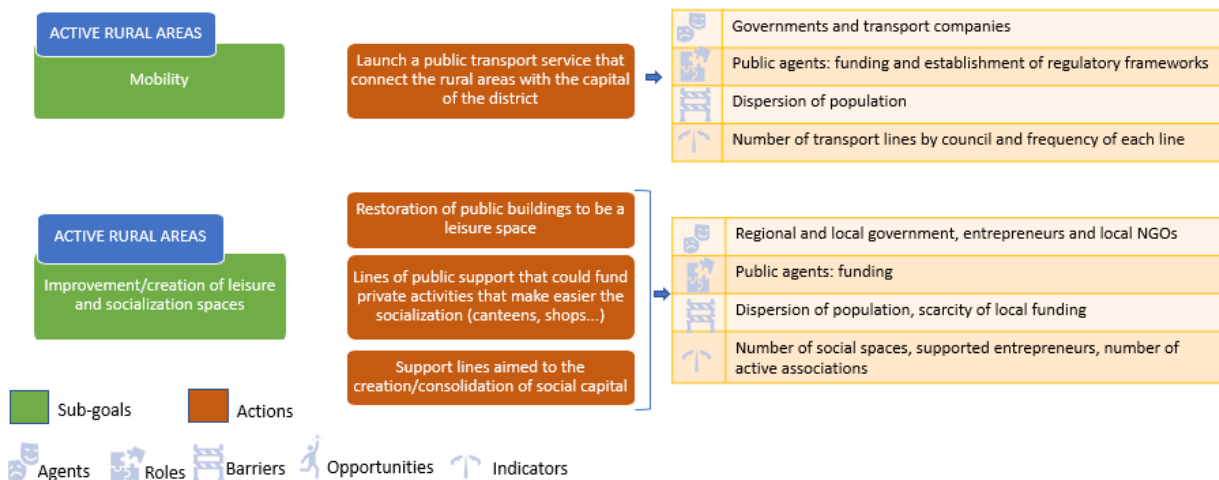 ACTIVE RURAL AREAS
Mobility
Launch a public transport service that
connect the rural areas with the capital
of the district
Governments and transport companies
Public agents: funding and establishment of regulatory frameworks
Dispersion of population
Number of transport lines by council and frequency of each line
ACTIVE RURAL AREAS
Improvement/creation of leisure
and socialization spaces
Restoration of public buildings to be a
leisure space
Lines of public support that could fund
private activities that make easier the
socialization (canteens, shops...)
Support lines aimed to the
creation/consolidation of social capital
Regional and local government, entrepreneurs and local NGOs
Public agents: funding
Dispersion of population, scarcity of local funding
Number of social spaces, supported entrepreneurs, number of
active associations
Sub-goals
Actions
Agents
Roles
Barriers
Opportunities
Indicators